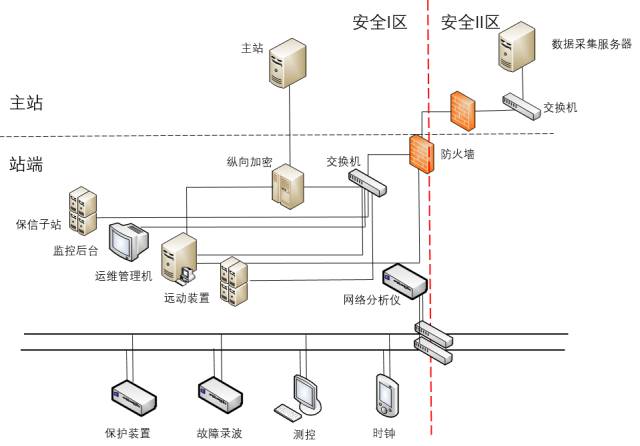 安全I区
安全II区
主站
数据采集服务器
主站
交换机
站端
纵向加密
交换机
防火墙
保信子站
监控后台
运维管理机
远动装置
网络分析仪
保护装置
故障录波
测控
时钟